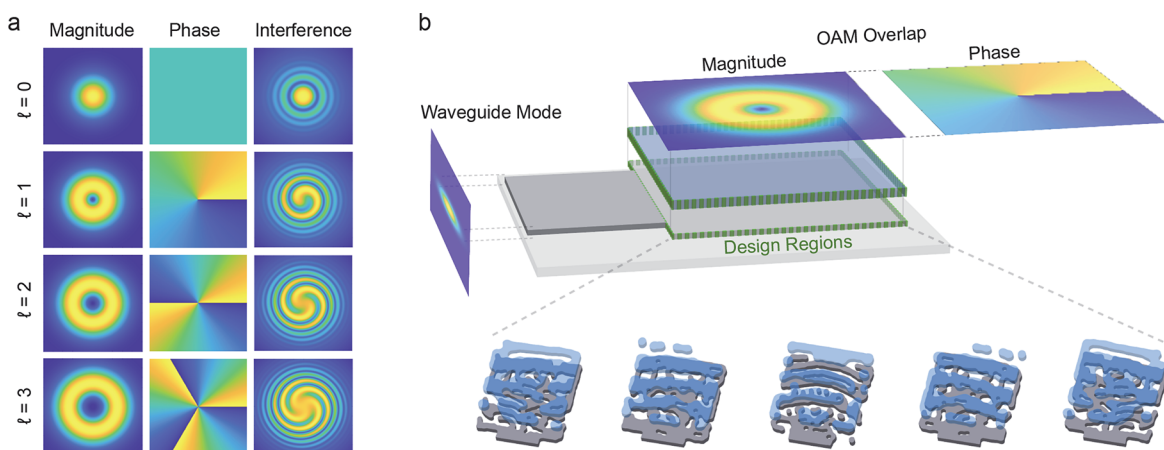 a
Magnitude Phase Interference
ℓ = 0
ℓ = 1
ℓ = 2
ℓ = 3
b
OAM Overlap
Magnitude
Phase
Waveguide Mode
Design Regions